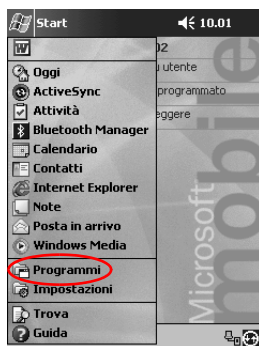 Start 10.01
02
Oggi
utente
ActiveSync
programmato
Attività
eggere
Bluetooth Manager
Calendario
Contatti
Internet Explorer
Note
Posta in arrivo
Windows Media
Programmi
Impostazioni
Trova
Guida
Microsoft
mobile